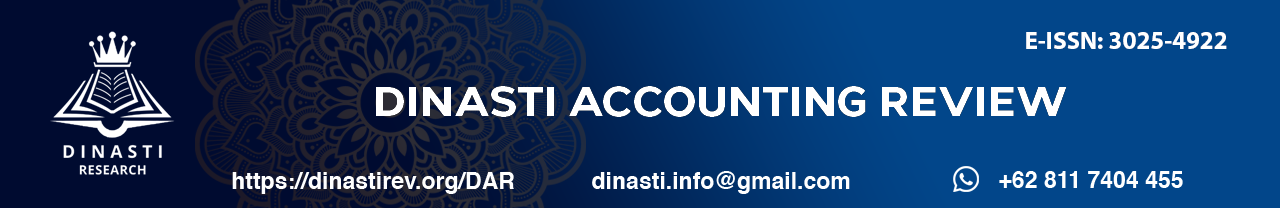 E-ISSN: 3025-4922
DINASTI ACCOUNTING REVIEW
DINASTI
RESEARCH
https://dinastirev.org/DAR
dinasti.info@gmail.com
+62 811 7404 455